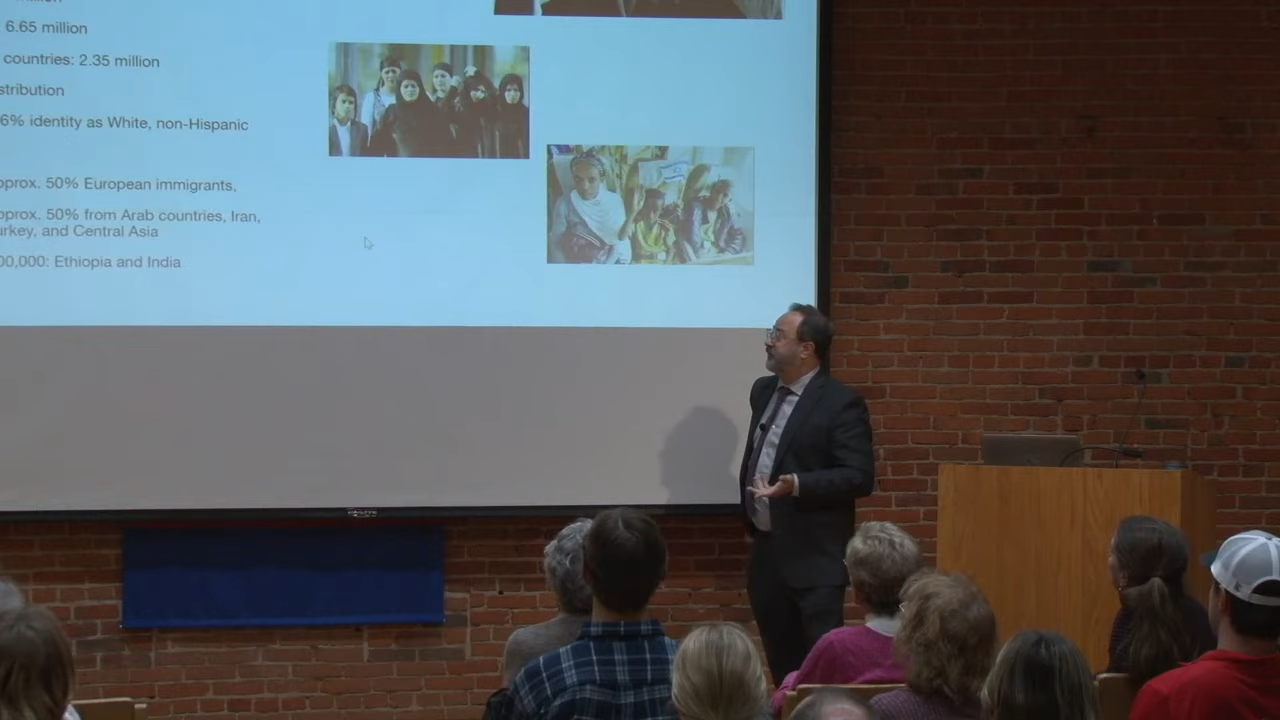 6.65 million
countries: 2.35 million
stribution
6% identity as White, non-Hispanic
pprox. 50% European immigrants,
pprox. 50% from Arab countries, Iran,
urkey, and Central Asia
00,000: Ethiopia and India